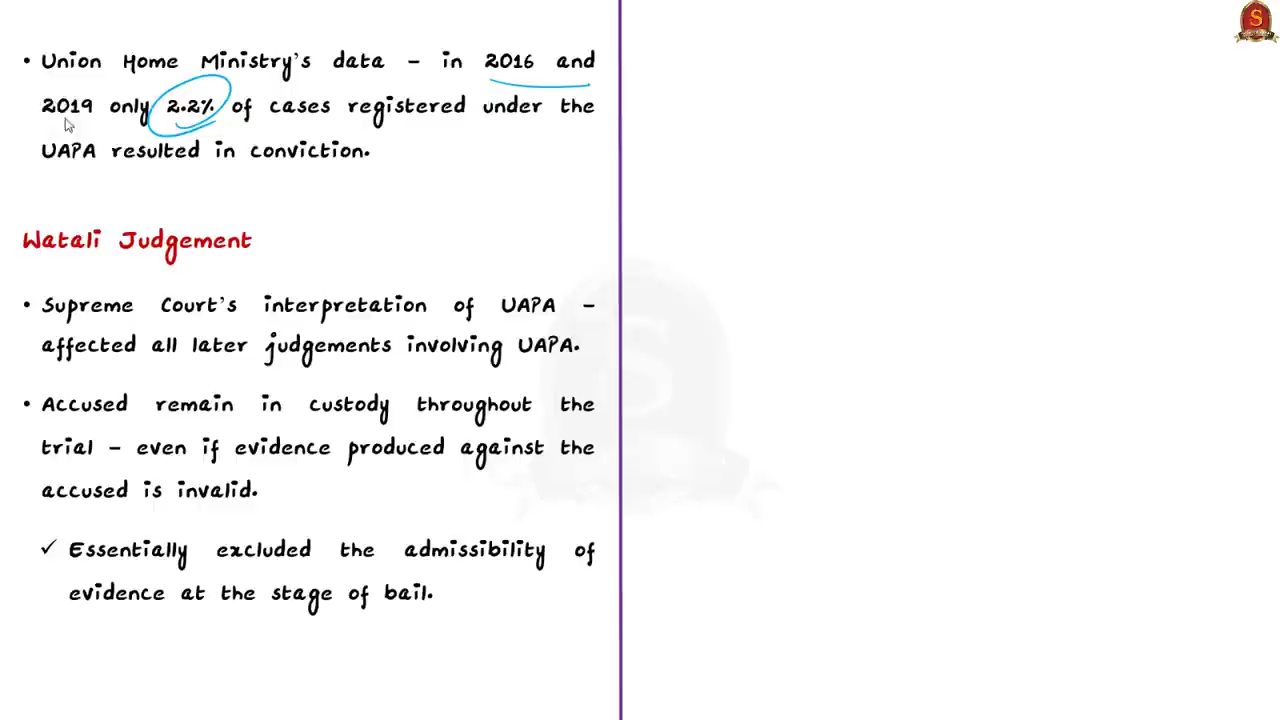 • Union Home Ministry's data – in 2016 and
2019 only 2.2% of cases registered under the
UAPA resulted in conviction.
Watali Judgement
• Supreme Court's interpretation of UAPA –
affected all later judgements involving UAPA.
• Accused remain in custody throughout the
trial – even if evidence produced against the
accused is invalid.
✓ Essentially excluded the admissibility of
evidence at the stage of bail.
S